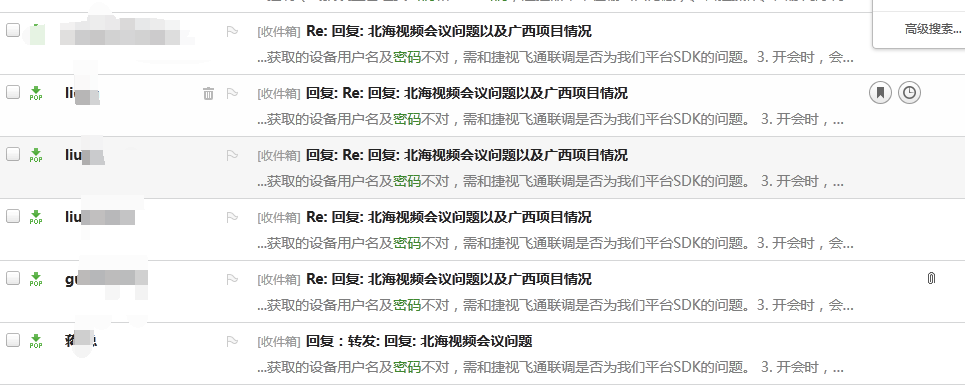 高级搜索...
[收件箱] Re: 回复: 北海视频会议问题以及广西项目情况
...获取的设备用户名及密码不对，需和捷视飞通联调是否为我们平台SDK的问题。3. 开会时，会...
POP li
[收件箱] 回复: Re: 回复: 北海视频会议问题以及广西项目情况
...获取的设备用户名及密码不对，需和捷视飞通联调是否为我们平台SDK的问题。 3. 开会时，...
POP liu
[收件箱] 回复: Re: 回复: 北海视频会议问题以及广西项目情况
...获取的设备用户名及密码不对，需和捷视飞通联调是否为我们平台SDK的问题。 3. 开会时，...
POP liu
[收件箱] Re: 回复: 北海视频会议问题以及广西项目情况
...获取的设备用户名及密码不对，需和捷视飞通联调是否为我们平台SDK的问题。3. 开会时，会...
POP gu
[收件箱] Re: 回复: 北海视频会议问题以及广西项目情况
...获取的设备用户名及密码不对，需和捷视飞通联调是否为我们平台SDK的问题。3. 开会时，会...
POP
[收件箱] 回复：转发: 回复: 北海视频会议问题
...获取的设备用户名及密码不对，需和捷视飞通联调是否为我们平台SDK的问题。 3. 开会时，...